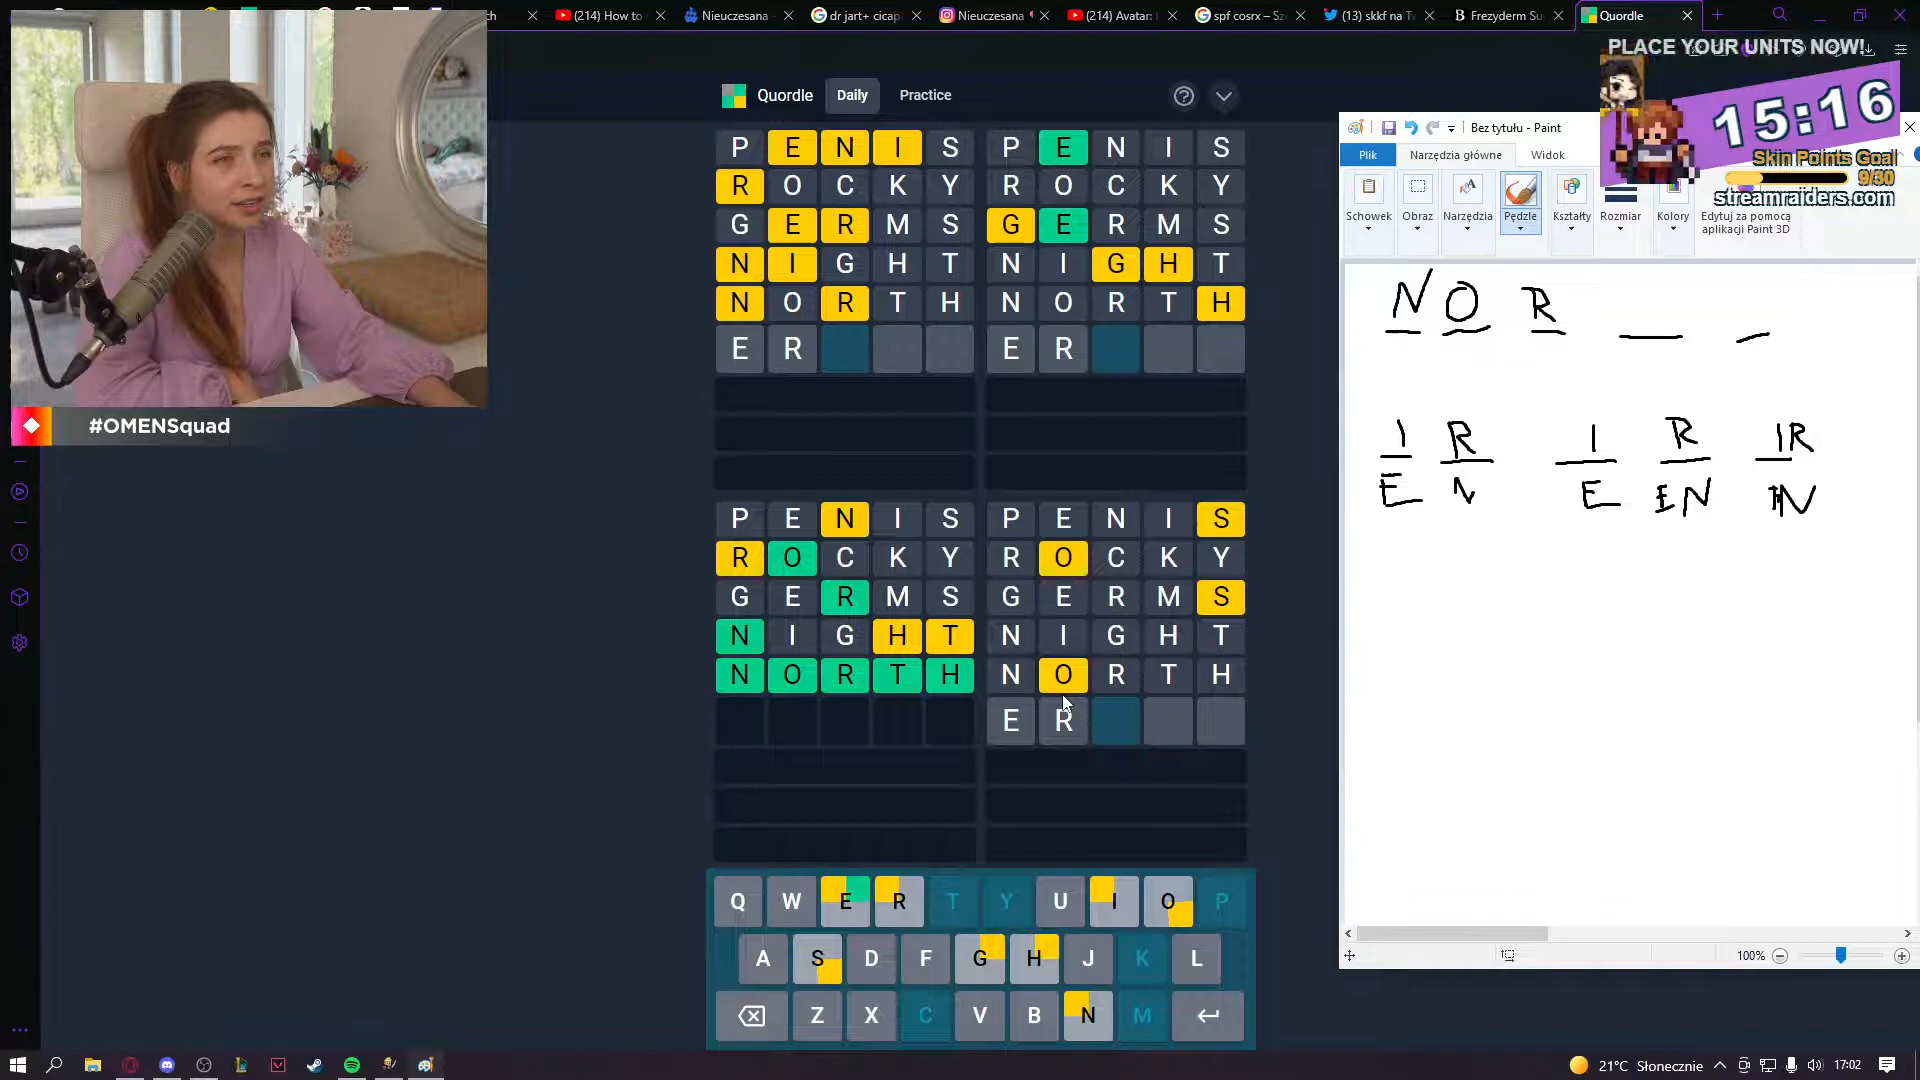 ch
(214) How to
Nieuczesana -
dr jart+ cicap
Nieuczesana
(214) Avatar:
spf cosrx – Sz
(13) skkf na Tw
Frezyderm Su
Quordle
PLACE YOUR UNITS NOW!
15:16
Skin Points Goal
9/30
streamraiders.com
Quordle Daily Practice
Bez tytułu - Paint
Plik Narzędzia główne Widok
Schowek Obraz Narzędzia Pędzle Kształty Rozmiar Kolory Edytuj za pomocą
aplikacji Paint 3D
P E N I S P E N I S
R O C K Y R O C K Y
G E R M S G E R M S
N I G H T N I G H T
N O R T H N O R T H
E R E R
#OMENSquad
N O R
I R I R IR
E N E EN N
P E N I S P E N I S
R O C K Y R O C K Y
G E R M S G E R M S
N I G H T N I G H T
N O R T H N O R T H
E R
Q W E R T Y U I O P
A S D F G H J K L
Z X C V B N M
100%
21°C Słonecznie 17:02